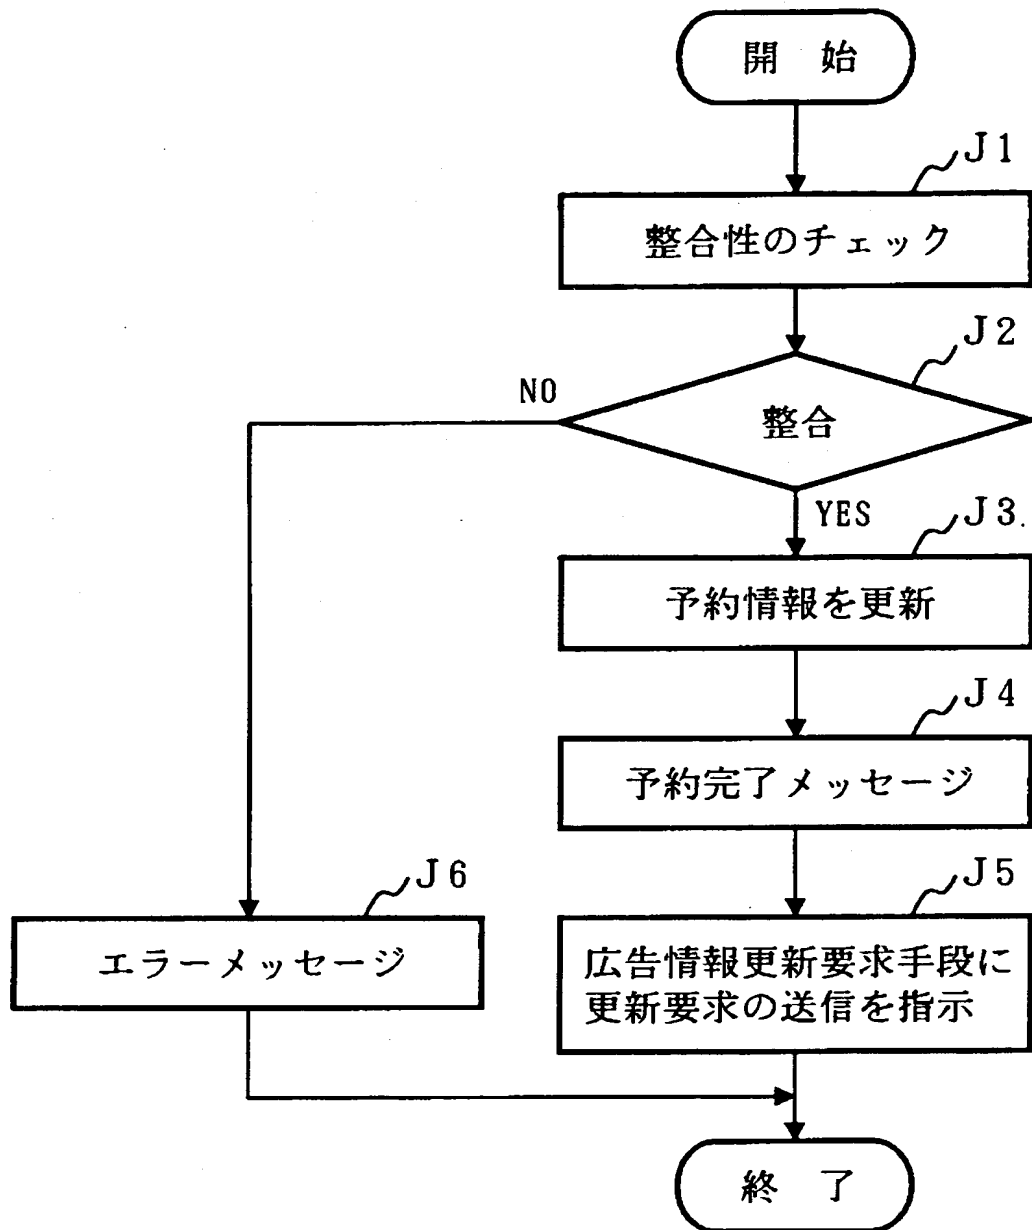 開 始
J1
整合性のチェック
J2
整合
NO
YES
J3
予約情報を更新
J4
予約完了メッセージ
J5
広告情報更新要求手段に
更新要求の送信を指示
J6
エラーメッセージ
終 了